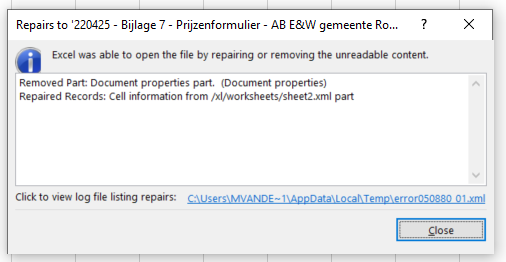 Repairs to '220425 - Bijlage 7 - Prijzenformulier - AB E&W gemeente Ro...
Excel was able to open the file by repairing or removing the unreadable content.
Removed Part: Document properties part.  (Document properties)
Repaired Records: Cell information from /xl/worksheets/sheet2.xml part
Click to view log file listing repairs: C:\Users\MVANDE~1\AppData\Local\Temp\error050880_01.xml
Close